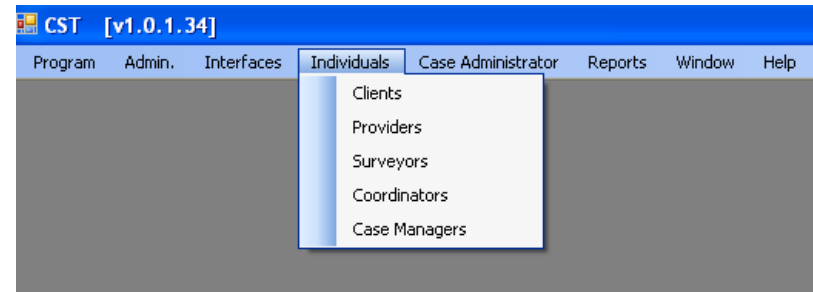 CST [v1.0.1.34]
Program Admin. Interfaces Individuals Case Administrator Reports Window Help
Clients
Providers
Surveyors
Coordinators
Case Managers